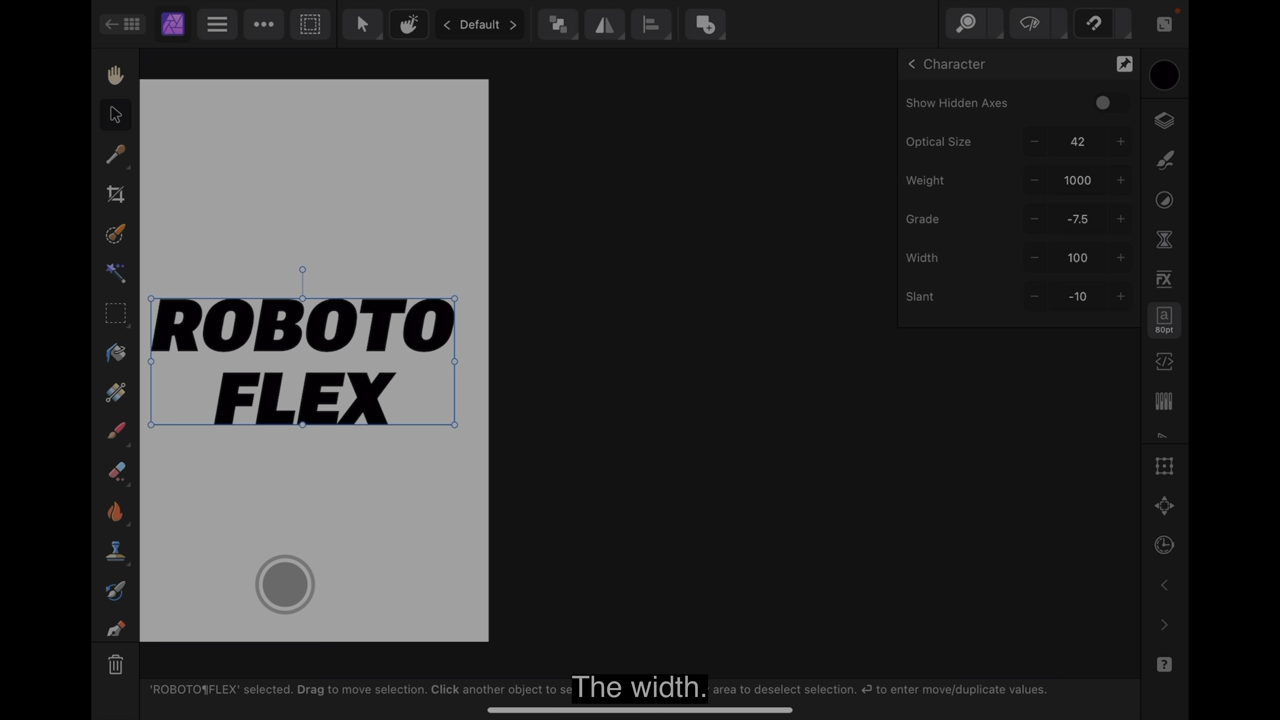 Default
Character
Show Hidden Axes
Optical Size
42
Weight
1000
Grade
-7.5
Width
100
Slant
-10
FX
a
80pt
ROBOTO
FLEX
'ROBOTO¶FLEX' selected. Drag to move selection. Click another object to se
area to deselect selection. ↵ to enter move/duplicate values.
The width.